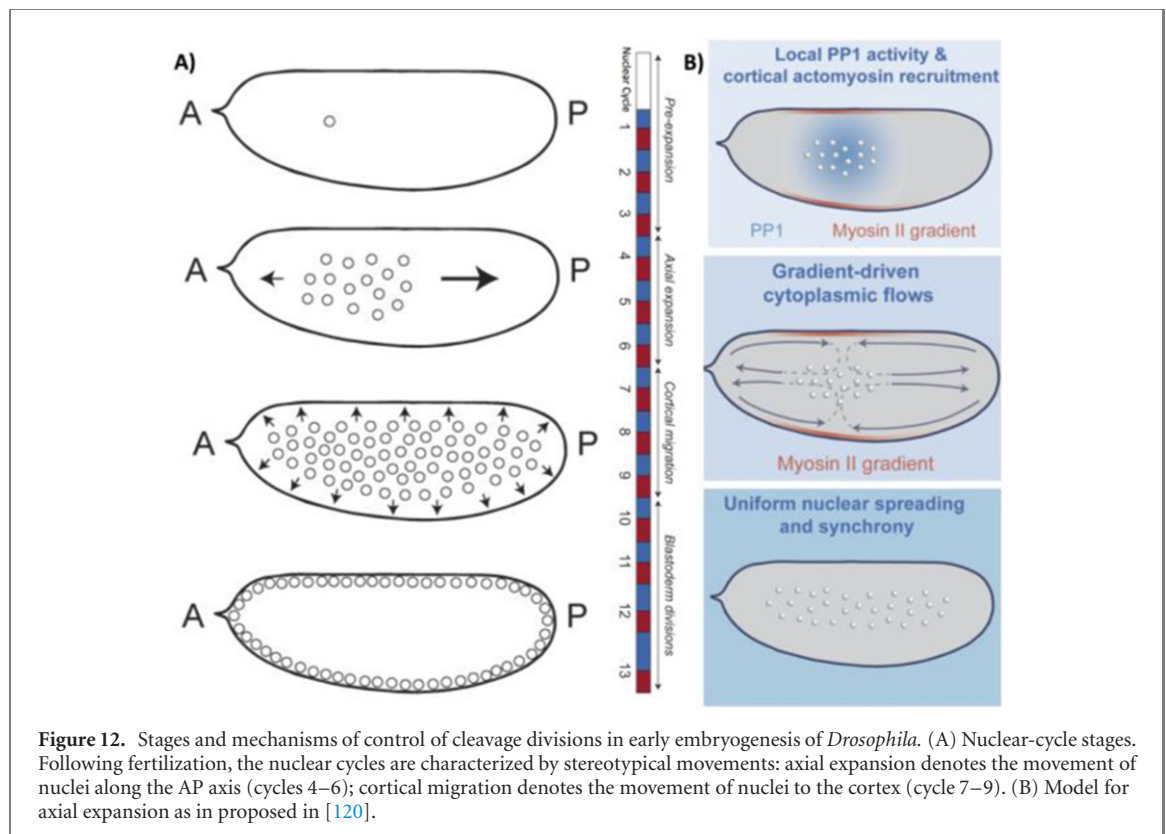 A)
A
P
A
P
A
P
A
P
Nuclear Cycle
1
2
3
4
5
6
7
8
9
10
11
12
13
Pre-expansion
Axial expansion
Cortical migration
Blastoderm divisions
B)
Local PP1 activity &
cortical actomyosin recruitment
PP1
Myosin II gradient
Gradient-driven
cytoplasmic flows
Myosin II gradient
Uniform nuclear spreading
and synchrony
Figure 12. Stages and mechanisms of control of cleavage divisions in early embryogenesis of Drosophila. (A) Nuclear-cycle stages.
Following fertilization, the nuclear cycles are characterized by stereotypical movements: axial expansion denotes the movement of
nuclei along the AP axis (cycles 4–6); cortical migration denotes the movement of nuclei to the cortex (cycle 7–9). (B) Model for
axial expansion as in proposed in [120].